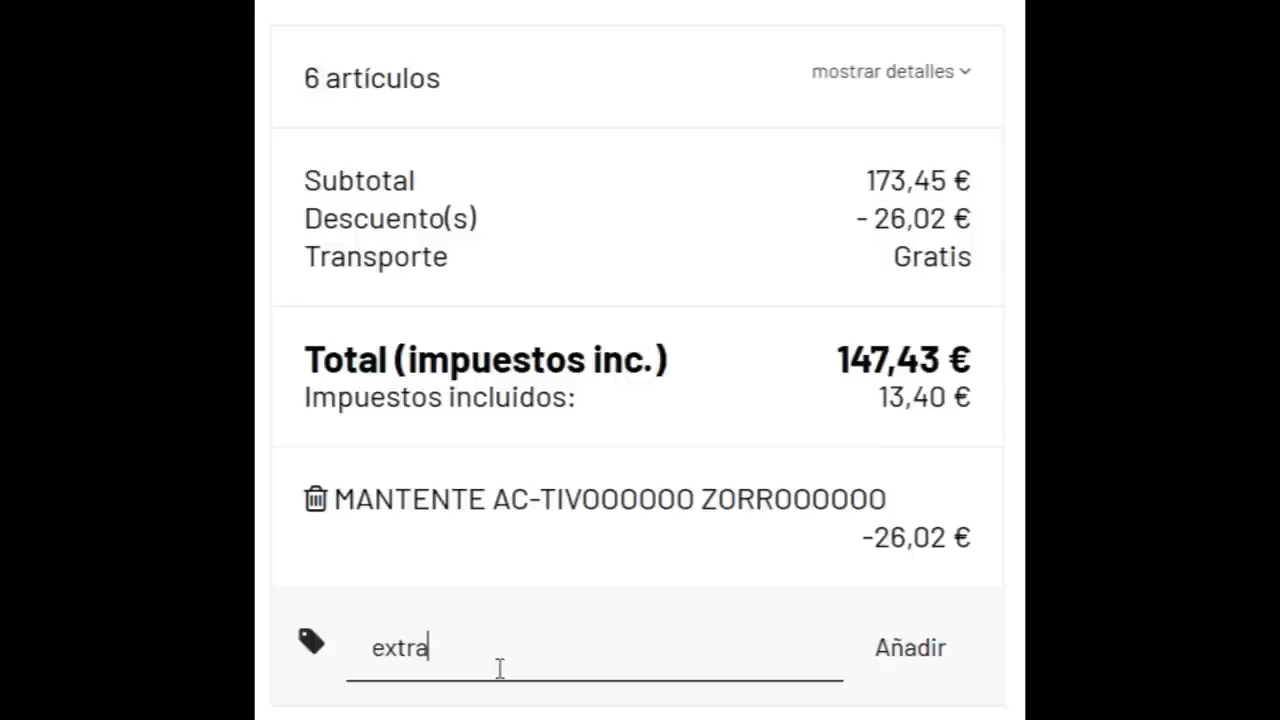 6 artículos
mostrar detalles
Subtotal 173,45 €
Descuento(s) - 26,02 €
Transporte Gratis
Total (impuestos inc.) 147,43 €
Impuestos incluidos: 13,40 €
MANTENTE AC-TIVOOOOOO ZORROOOOOO
-26,02 €
extra Añadir